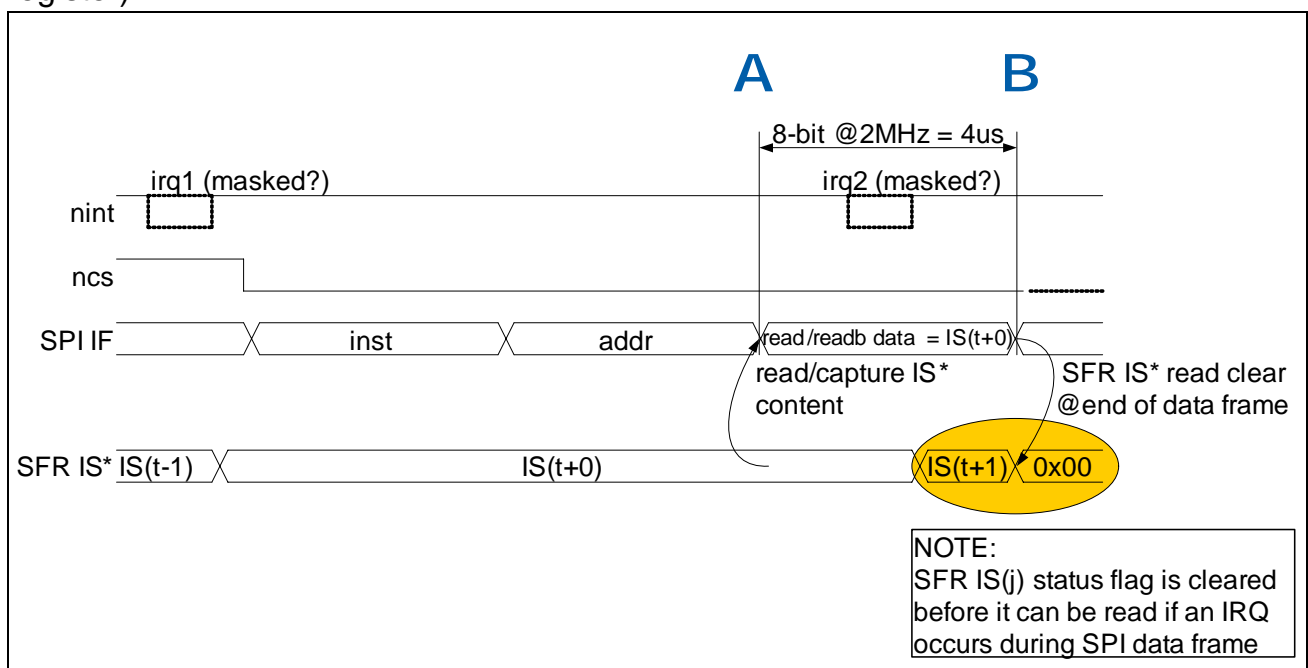 A B
8-bit @2MHz = 4us
irq1 (masked?) irq2 (masked?)
nint
ncs
SPI IF inst addr read/readb data = IS(t+0)
read/capture IS*
content
SFR IS* read clear
@end of data frame
SFR IS* IS(t-1) IS(t+0) IS(t+1) 0x00
NOTE:
SFR IS(j) status flag is cleared
before it can be read if an IRQ
occurs during SPI data frame